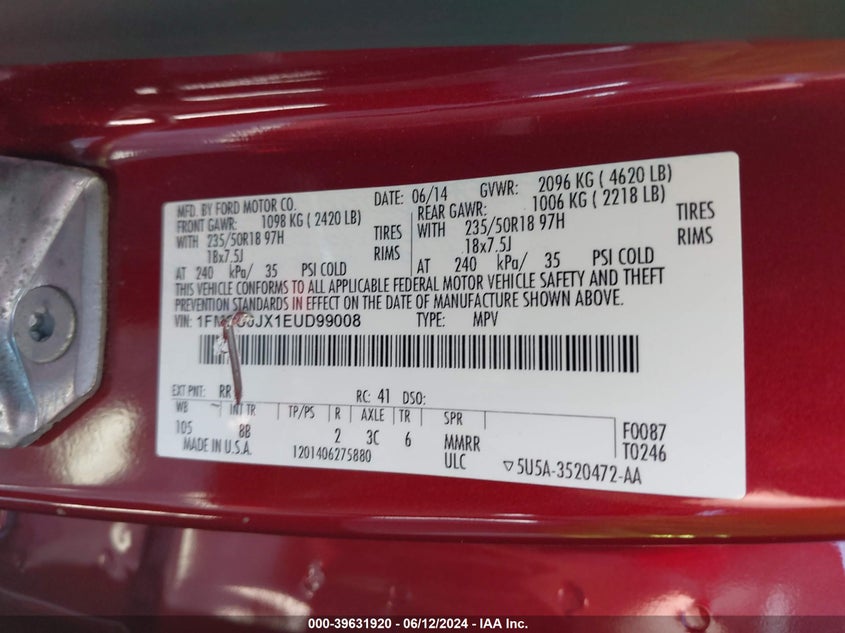 MFD. BY FORD MOTOR CO. DATE: 06/14 GVWR: 2096 KG ( 4620 LB)
FRONT GAWR: 1098 KG ( 2420 LB) REAR GAWR: 1006 KG ( 2218 LB)
WITH 235/50R18 97H TIRES WITH 235/50R18 97H TIRES
18x7.5J RIMS 18x7.5J RIMS
AT 240 kPa/ 35 PSI COLD AT 240 kPa/ 35 PSI COLD
THIS VEHICLE CONFORMS TO ALL APPLICABLE FEDERAL MOTOR VEHICLE SAFETY AND THEFT
PREVENTION STANDARDS IN EFFECT ON THE DATE OF MANUFACTURE SHOWN ABOVE.
VIN: TYPE: MPV
EXT PNT: RR RC: 41 DSO:
WB INT TR TP/PS R AXLE TR SPR F0087
105 8B 2 3C 6 MMRR T0246
MADE IN U.S.A. 1201406275880 ULC ▽5U5A-3520472-AA
000-39631920 - 06/12/2024 - IAA Inc.